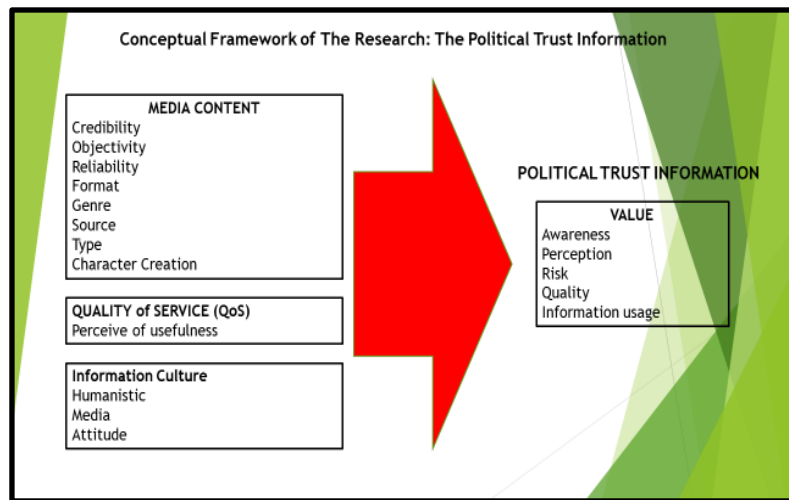 Conceptual Framework of The Research: The Political Trust Information
MEDIA CONTENT
Credibility
Objectivity
Reliability
Format
Genre
Source
Type
Character Creation
QUALITY of SERVICE (QoS)
Perceive of usefulness
Information Culture
Humanistic
Media
Attitude
POLITICAL TRUST INFORMATION
VALUE
Awareness
Perception
Risk
Quality
Information usage